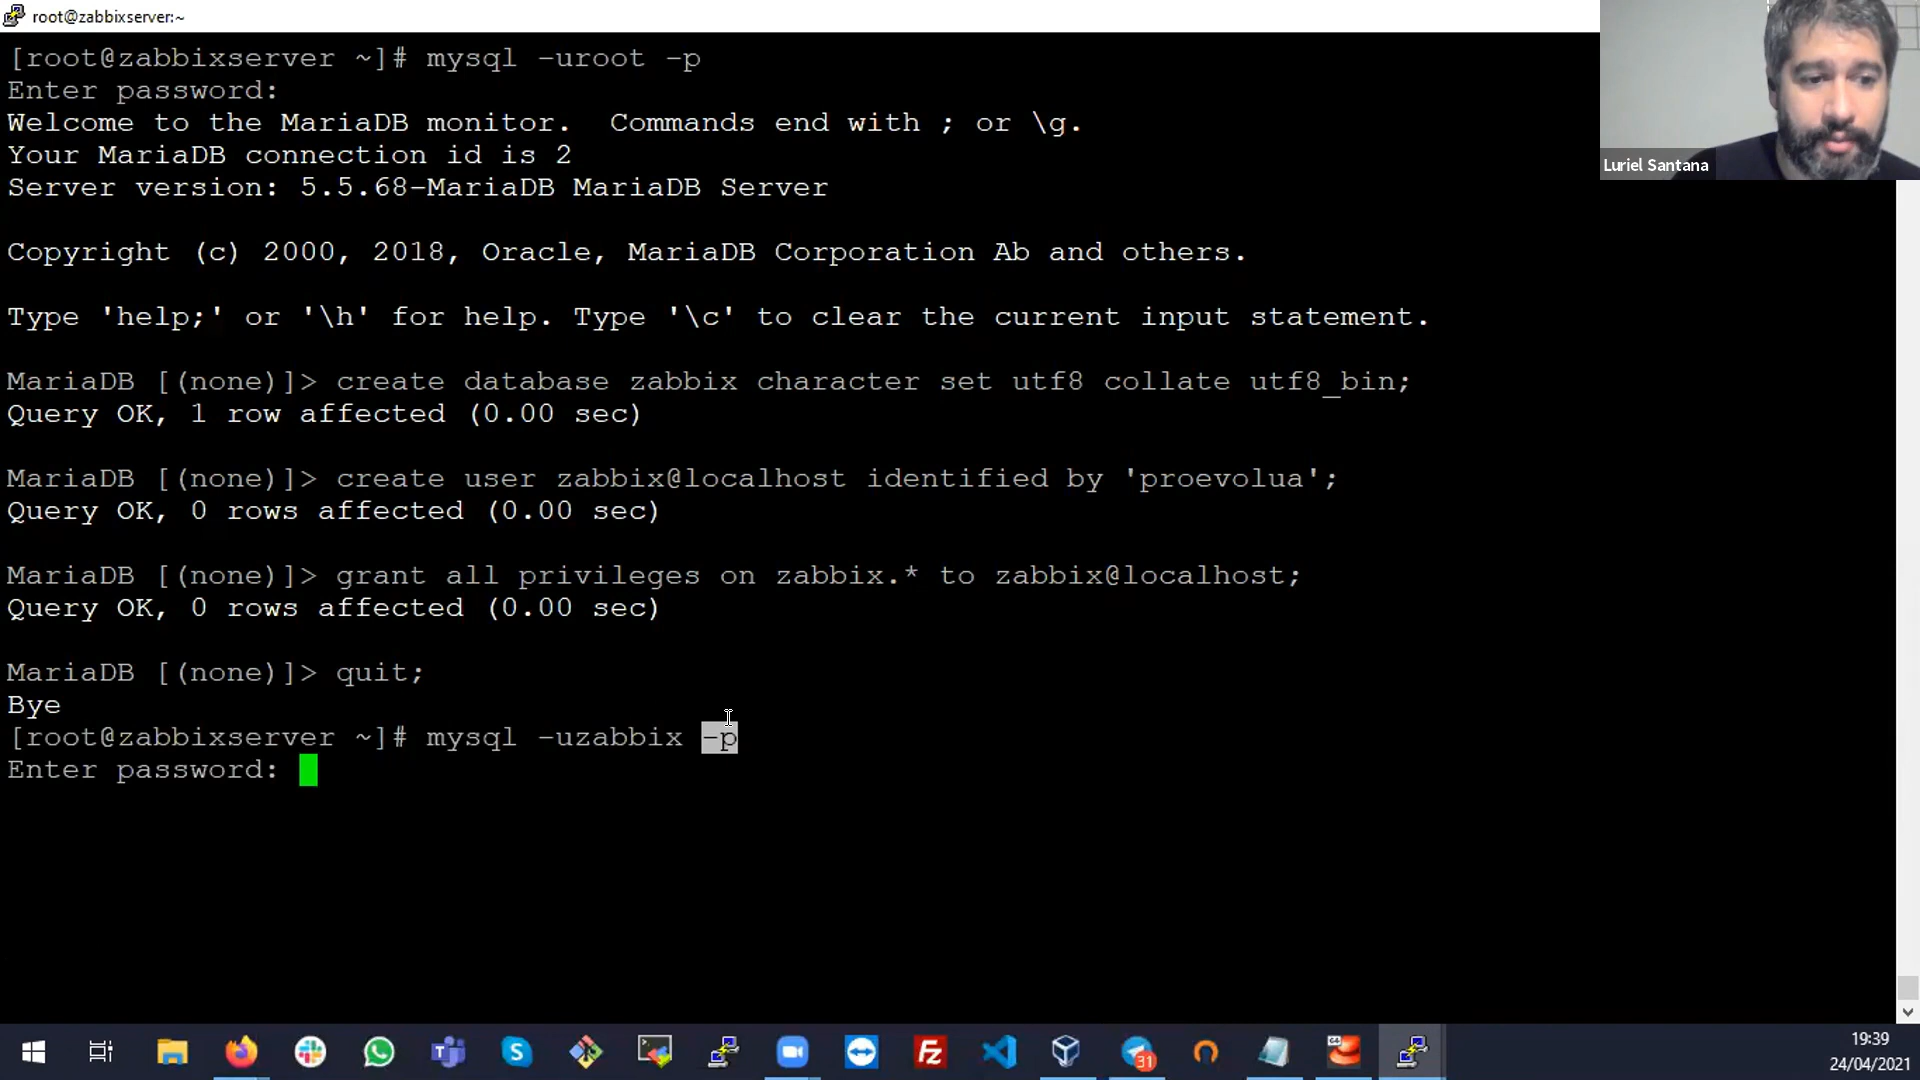 root@zabbixserver:~
[root@zabbixserver ~]# mysql -uroot -p
Enter password:
Welcome to the MariaDB monitor.  Commands end with ; or \g.
Your MariaDB connection id is 2
Server version: 5.5.68-MariaDB MariaDB Server
Copyright (c) 2000, 2018, Oracle, MariaDB Corporation Ab and others.
Type 'help;' or '\h' for help. Type '\c' to clear the current input statement.
MariaDB [(none)]> create database zabbix character set utf8 collate utf8_bin;
Query OK, 1 row affected (0.00 sec)
MariaDB [(none)]> create user zabbix@localhost identified by 'proevolua';
Query OK, 0 rows affected (0.00 sec)
MariaDB [(none)]> grant all privileges on zabbix.* to zabbix@localhost;
Query OK, 0 rows affected (0.00 sec)
MariaDB [(none)]> quit;
Bye
[root@zabbixserver ~]# mysql -uzabbix -p
Enter password:
Luriel Santana
31
64
19:39
24/04/2021